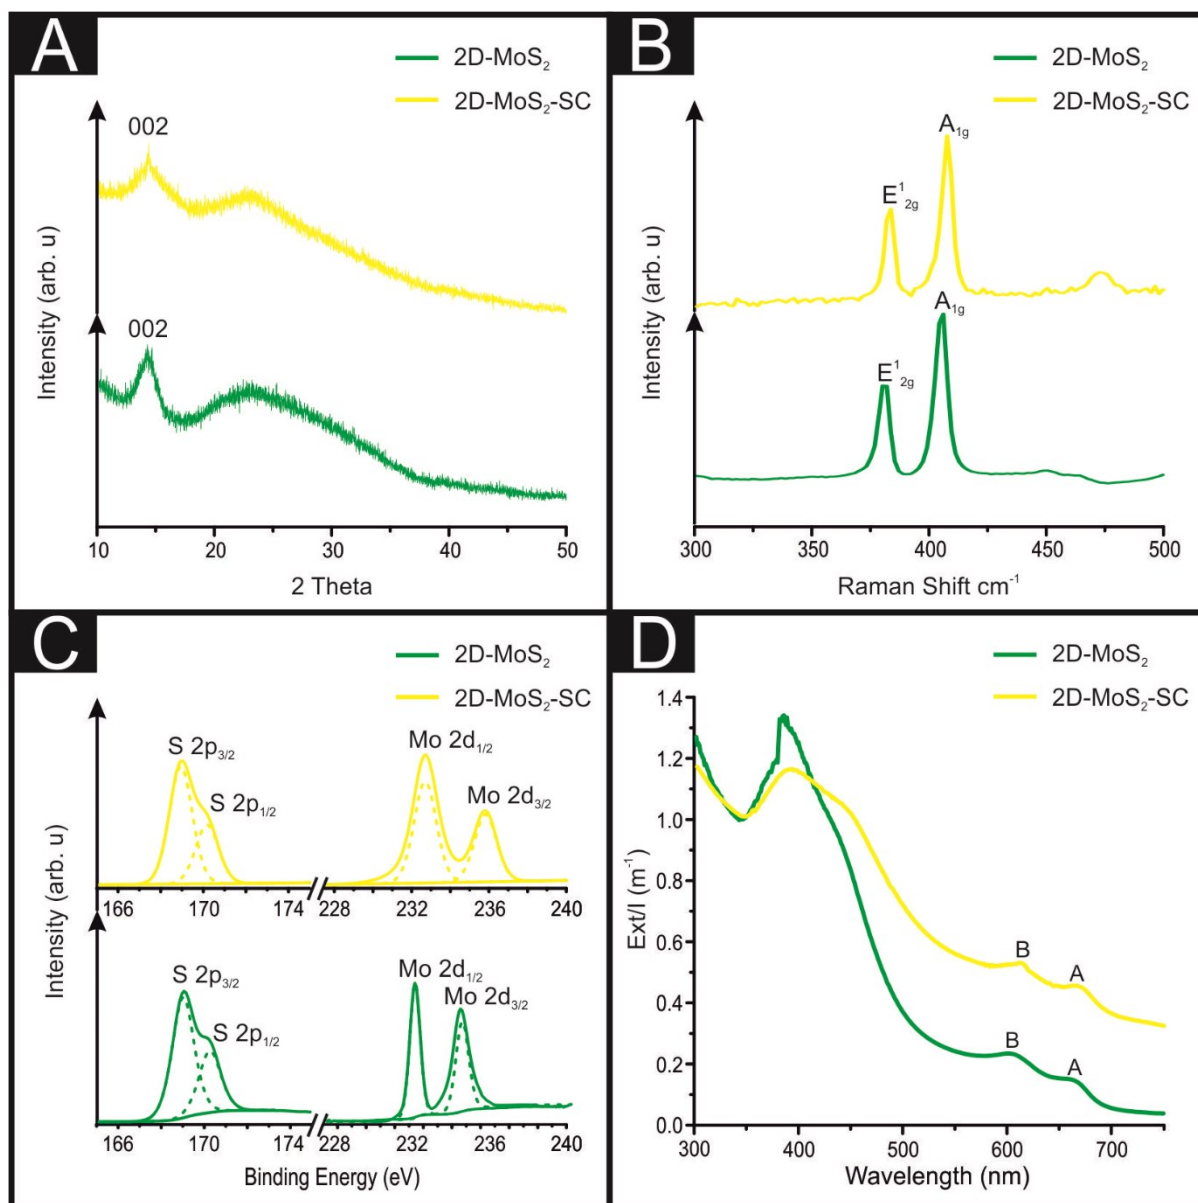 A
2D-MoS₂
2D-MoS₂-SC
002
002
Intensity (arb. u)
10 20 30 40 50
2 Theta
B
2D-MoS₂
2D-MoS₂-SC
A₁g
E¹₂g
A₁g
E¹₂g
Intensity (arb. u)
300 350 400 450 500
Raman Shift cm⁻¹
C
2D-MoS₂
2D-MoS₂-SC
S 2p₃/₂
S 2p₁/₂
Mo 2d₁/₂
Mo 2d₃/₂
166 170 174 228 232 236 240
S 2p₃/₂
S 2p₁/₂
Mo 2d₁/₂
Mo 2d₃/₂
Intensity (arb. u)
166 170 174 228 232 236 240
Binding Energy (eV)
D
2D-MoS₂
2D-MoS₂-SC
1.4
1.2
1.0
0.8
0.6
0.4
0.2
0.0
Ext/l (m⁻¹)
B
A
B
A
300 400 500 600 700
Wavelength (nm)